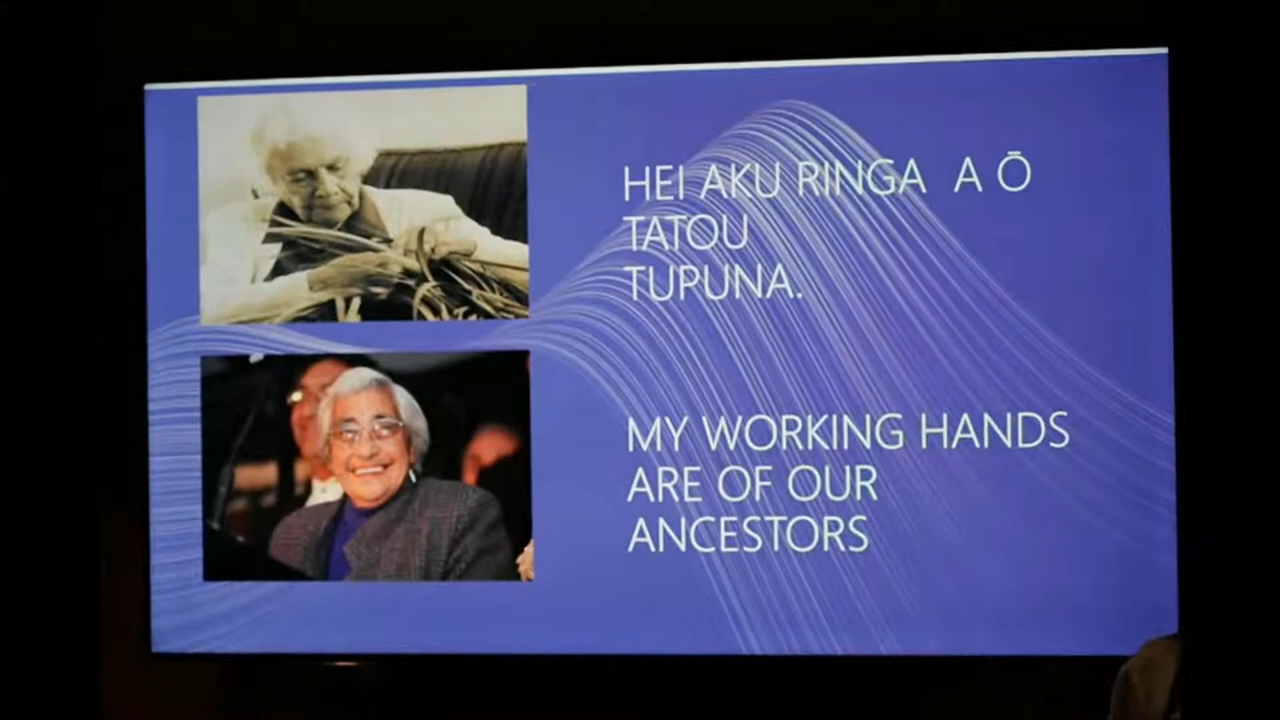 HEI AKU RINGA A Ō
TATOU
TUPUNA.
MY WORKING HANDS
ARE OF OUR
ANCESTORS